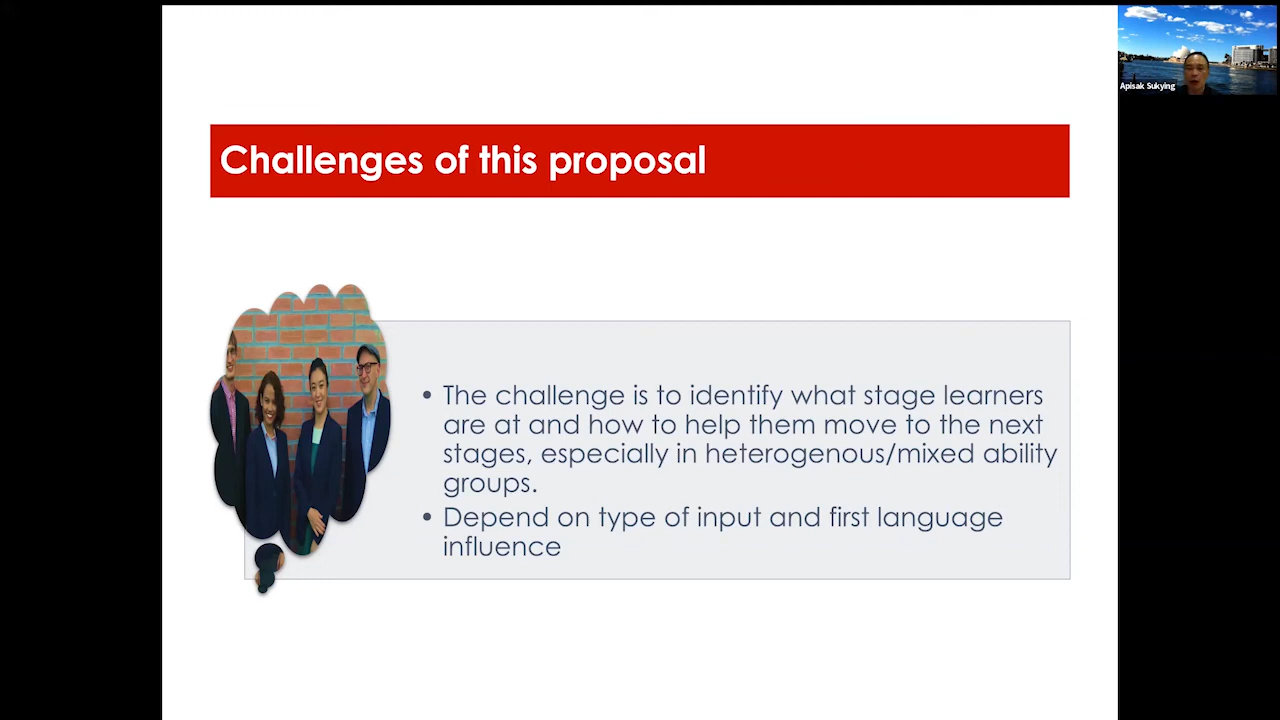 Apisak Sukying
Challenges of this proposal
• The challenge is to identify what stage learners
are at and how to help them move to the next
stages, especially in heterogenous/mixed ability
groups.
• Depend on type of input and first language
influence